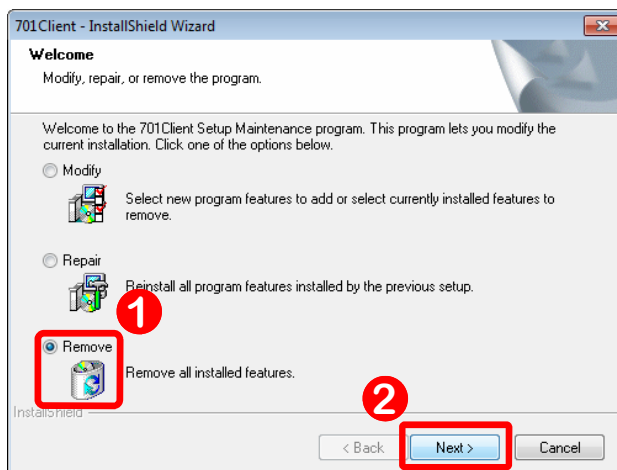 701Client - InstallShield Wizard
Welcome
Modify, repair, or remove the program.
Welcome to the 701Client Setup Maintenance program. This program lets you modify the
current installation. Click one of the options below.
Modify
Select new program features to add or select currently installed features to
remove.
Repair
Reinstall all program features installed by the previous setup.
1
Remove
Remove all installed features.
2
InstallShield
< Back
Next >
Cancel